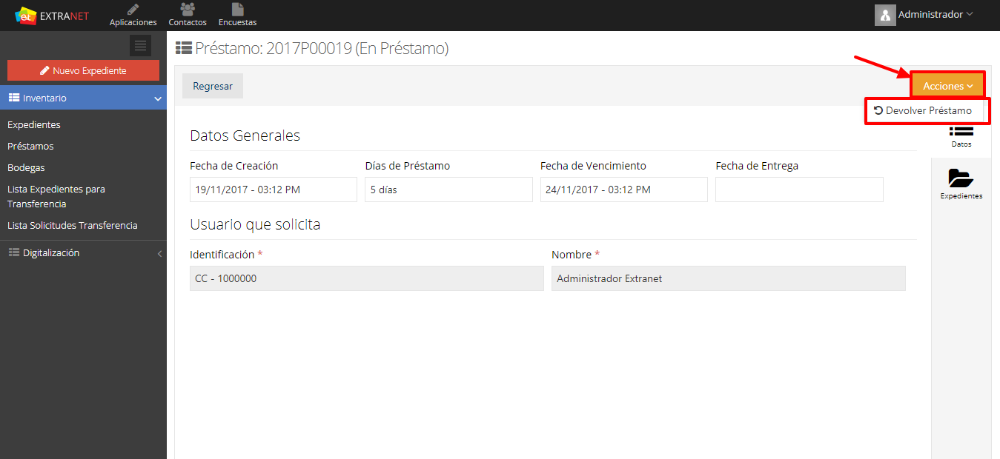 et EXTRANET
Aplicaciones
Contactos
Encuestas
Administrador
Nuevo Expediente
Inventario
Expedientes
Préstamos
Bodegas
Lista Expedientes para
Transferencia
Lista Solicitudes Transferencia
Digitalización
Préstamo: 2017P00019 (En Préstamo)
Regresar
Acciones
Devolver Préstamo
Datos
Expedientes
Datos Generales
Fecha de Creación
Días de Préstamo
Fecha de Vencimiento
Fecha de Entrega
19/11/2017 - 03:12 PM
5 días
24/11/2017 - 03:12 PM
Usuario que solicita
Identificación *
Nombre *
CC - 1000000
Administrador Extranet